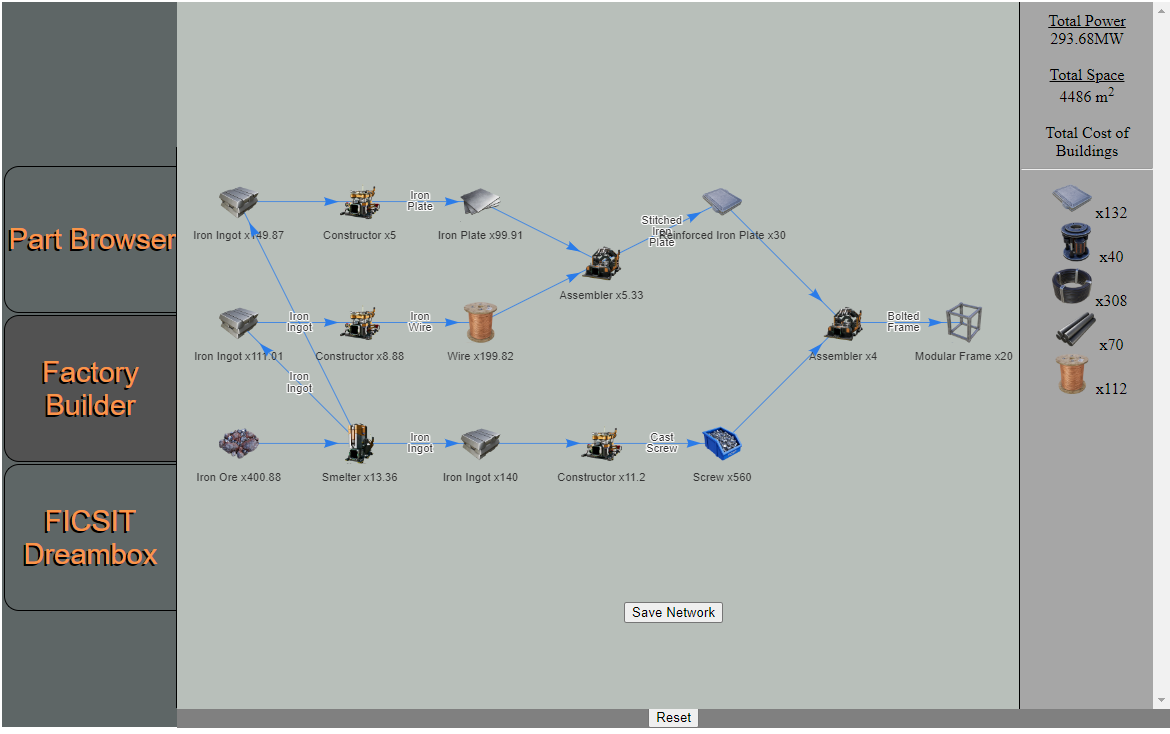 Part Browser
Factory
Builder
FICSIT
Dreambox
Iron Ingot x149.87
Constructor x5
Iron
Plate
Iron Plate x99.91
Stitched
Iron
Plate
Reinforced Iron Plate x30
Assembler x5.33
Iron Ingot x111.01
Iron
Ingot
Constructor x8.88
Iron
Wire
Wire x199.82
Assembler x4
Bolted
Frame
Modular Frame x20
Iron
Ingot
Iron Ore x400.88
Smelter x13.36
Iron
Ingot
Iron Ingot x140
Constructor x11.2
Cast
Screw
Screw x560
Save Network
Reset
Total Power
293.68MW
Total Space
4486 m2
Total Cost of
Buildings
x132
x40
x308
x70
x112